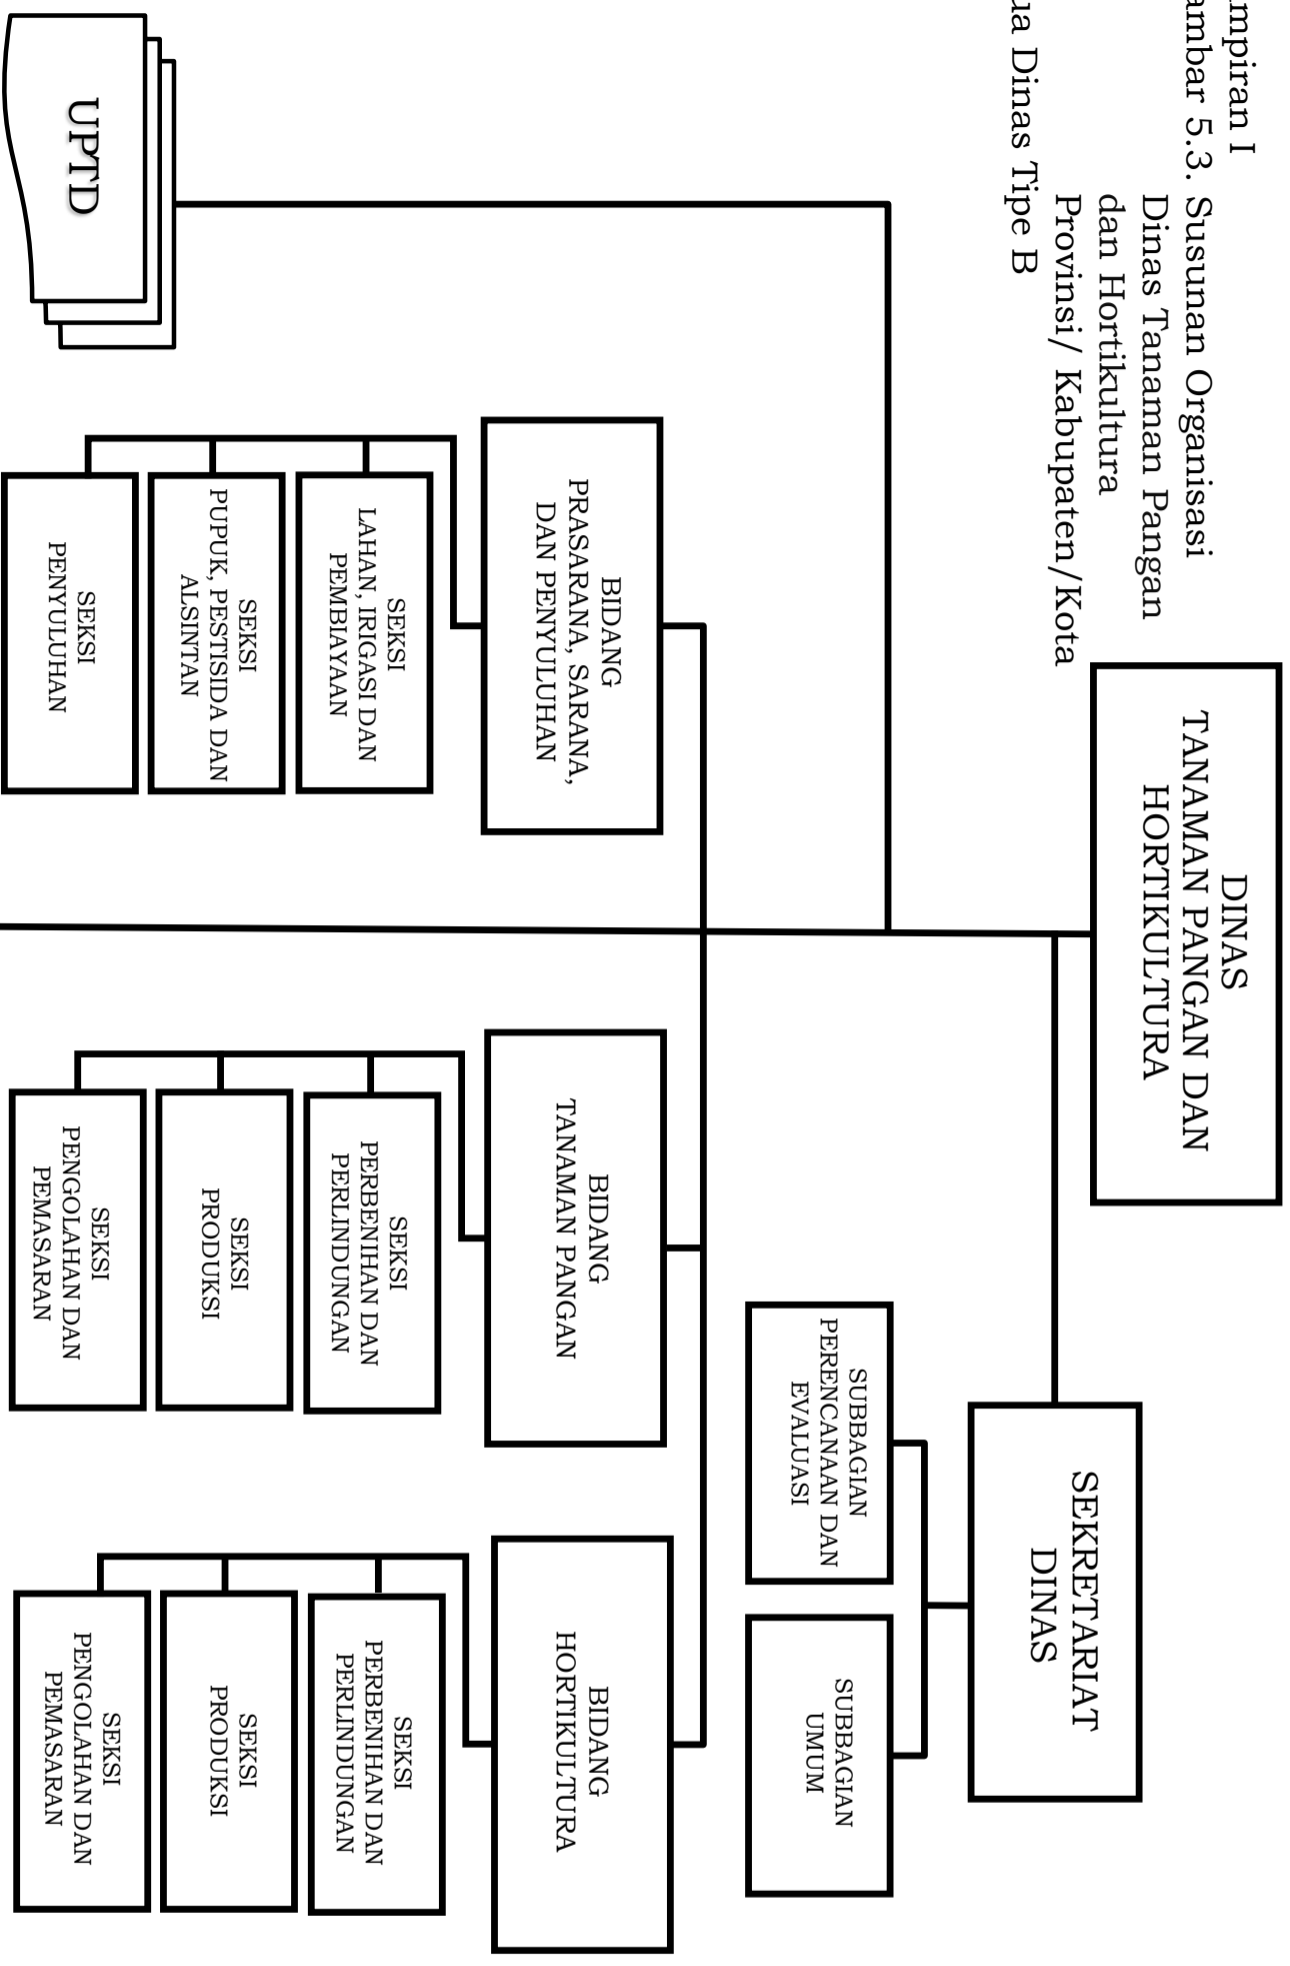 mpiran I
ambar 5.3. Susunan Organisasi
Dinas Tanaman Pangan
dan Hortikultura
Provinsi/ Kabupaten/Kota
ua Dinas Tipe B
DINAS
TANAMAN PANGAN DAN
HORTIKULTURA
SEKRETARIAT
DINAS
SUBBAGIAN
PERENCANAAN DAN
EVALUASI
SUBBAGIAN
UMUM
BIDANG
PRASARANA, SARANA,
DAN PENYULUHAN
SEKSI
LAHAN, IRIGASI DAN
PEMBIAYAAN
SEKSI
PUPUK, PESTISIDA DAN
ALSINTAN
SEKSI
PENYULUHAN
BIDANG
TANAMAN PANGAN
SEKSI
PERBENIHAN DAN
PERLINDUNGAN
SEKSI
PRODUKSI
SEKSI
PENGOLAHAN DAN
PEMASARAN
BIDANG
HORTIKULTURA
SEKSI
PERBENIHAN DAN
PERLINDUNGAN
SEKSI
PRODUKSI
SEKSI
PENGOLAHAN DAN
PEMASARAN
UPTD